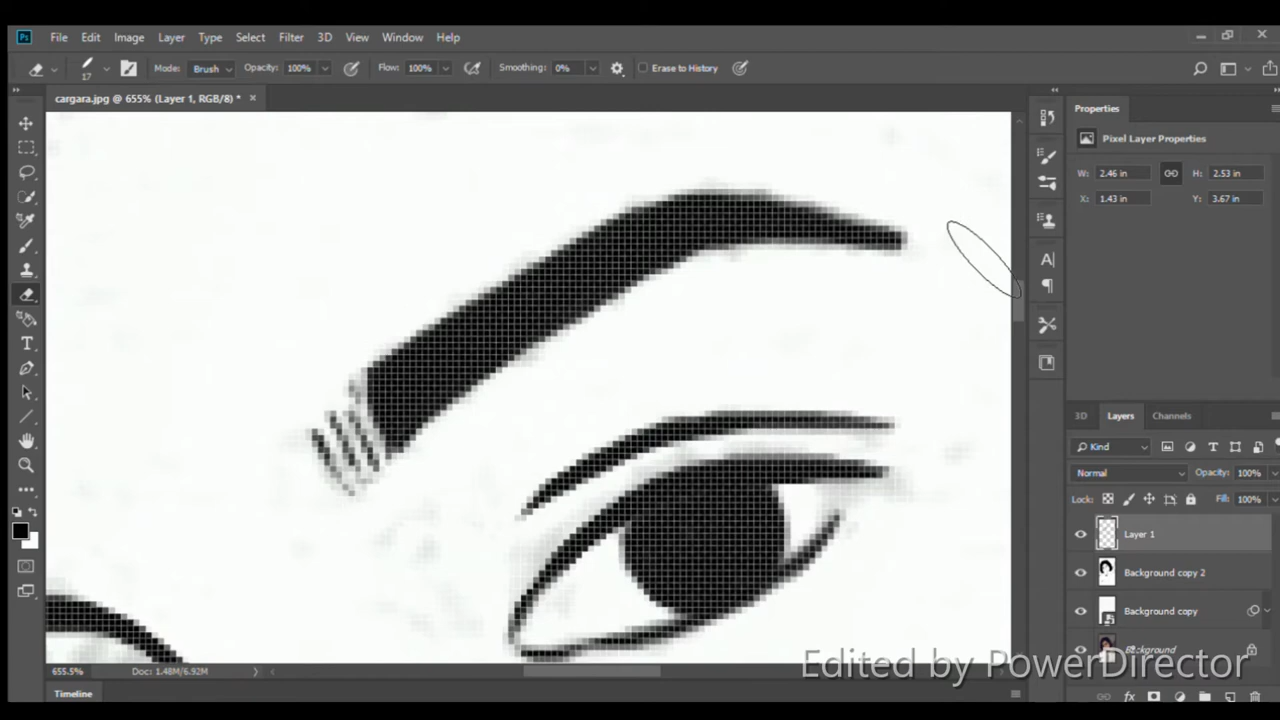 Ps File Edit Image Layer Type Select Filter 3D View Window Help
17 Mode: Brush Opacity: 100% Flow: 100% Smoothing: 0% Erase to History
cargara.jpg @ 655% (Layer 1, RGB/8) *
Properties
Pixel Layer Properties
W: 2.46 in H: 2.53 in
X: 1.43 in Y: 3.67 in
3D Layers Channels
Kind
Normal Opacity: 100%
Lock: Fill: 100%
Layer 1
Background copy 2
Background copy
Background
655.5% Doc: 1.48M/6.92M
Edited by PowerDirector
Timeline